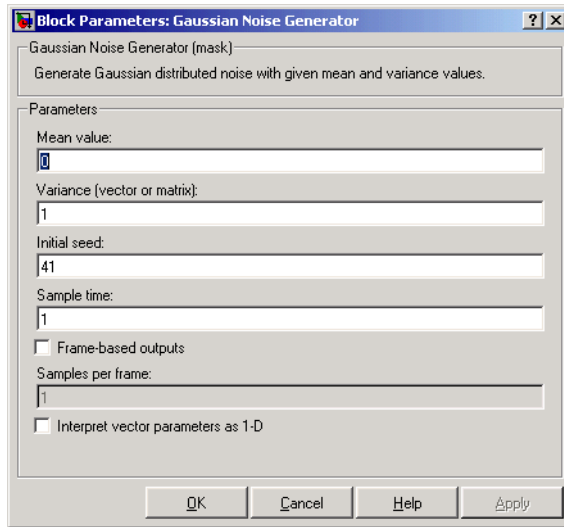 Block Parameters: Gaussian Noise Generator
Gaussian Noise Generator (mask)
Generate Gaussian distributed noise with given mean and variance values.
Parameters
Mean value:
0
Variance (vector or matrix):
1
Initial seed:
41
Sample time:
1
Frame-based outputs
Samples per frame:
1
Interpret vector parameters as 1-D
OK Cancel Help Apply